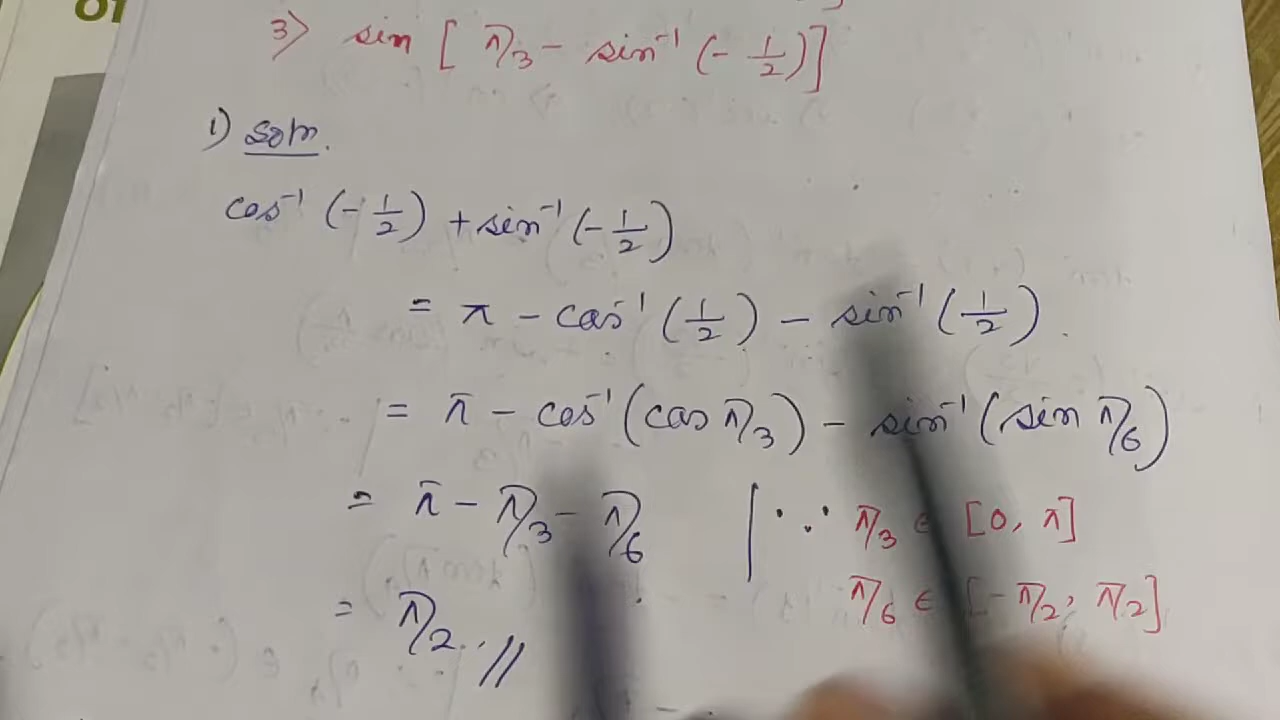 01
3) sin [π/3 - sin⁻¹ (- 1/2)]
1) Soln.
cos⁻¹ (-1/2) + sin⁻¹ (-1/2)
= π - cos⁻¹ (1/2) - sin⁻¹ (1/2).
= π - cos⁻¹ (cos π/3) - sin⁻¹ (sin π/6)
= π - π/3 - π/6 | ∵ π/3 ∈ [0, π]
π/6 ∈ [-π/2, π/2]
= π/2 . //